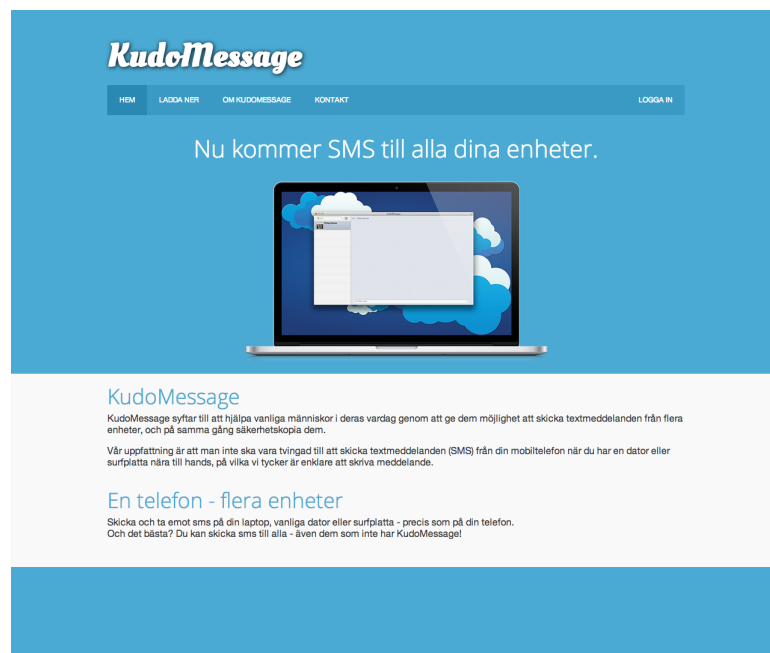 KudoMessage
HEM LADDA NER OM KUDOMESSAGE KONTAKT LOGGA IN
Nu kommer SMS till alla dina enheter.
KudoMessage
KudoMessage syftar till att hjälpa vanliga människor i deras vardag genom att ge dem möjlighet att skicka textmeddelanden från flera
enheter, och på samma gång säkerhetskopia dem.
Vår uppfattning är att man inte ska vara tvingad till att skicka textmeddelanden (SMS) från din mobiltelefon när du har en dator eller
surfplatta nära till hands, på vilka vi tycker är enklare att skriva meddelande.
En telefon - flera enheter
Skicka och ta emot sms på din laptop, vanliga dator eller surfplatta - precis som på din telefon.
Och det bästa? Du kan skicka sms till alla - även dem som inte har KudoMessage!